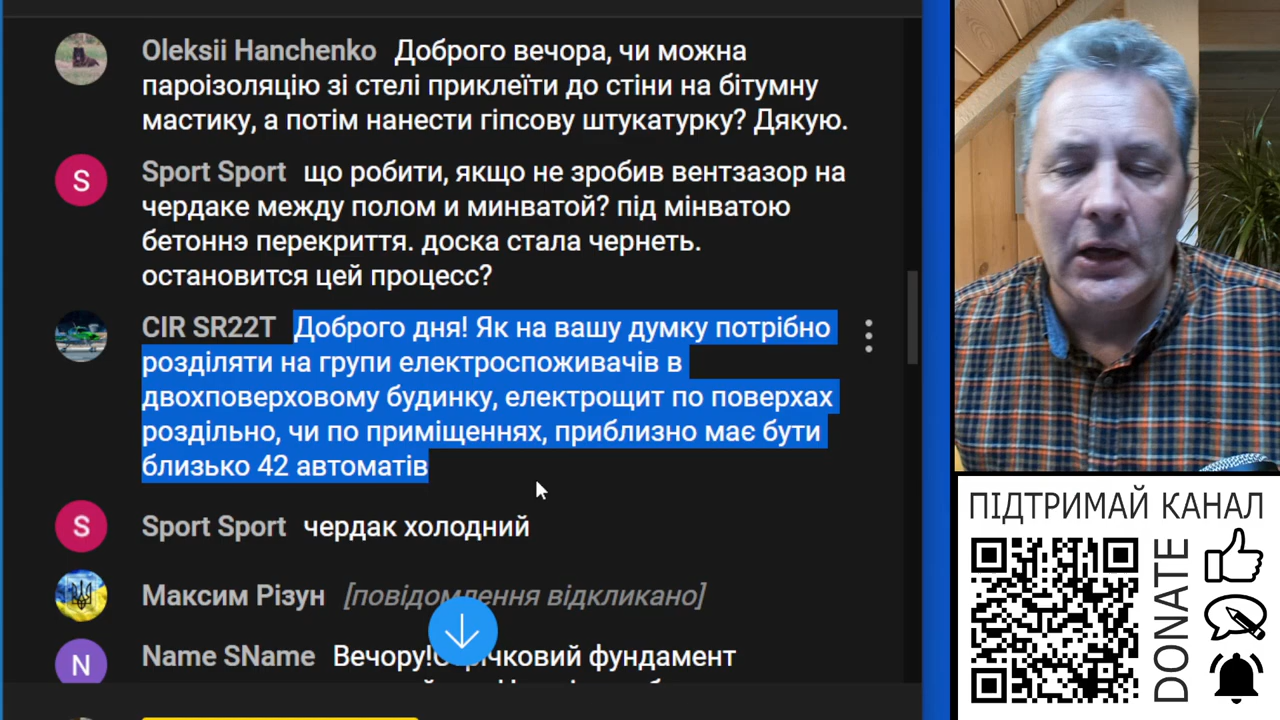 Oleksii Hanchenko Доброго вечора, чи можна
пароізоляцію зі стелі приклеїти до стіни на бітумну
мастику, а потім нанести гіпсову штукатурку? Дякую.
S
Sport Sport що робити, якщо не зробив вентзазор на
чердаке между полом и минватой? під мінватою
бетоннэ перекриття. доска стала чернеть.
остановится цей процесс?
CIR SR22T Доброго дня! Як на вашу думку потрібно
розділяти на групи електроспоживачів в
двохповерховому будинку, електрощит по поверхах
роздільно, чи по приміщеннях, приблизно має бути
близько 42 автоматів
S
Sport Sport чердак холодний
Максим Різун [повідомлення відкликано]
N
Name SName Вечору! фундамент
ПІДТРИМАЙ КАНАЛ
DONATE